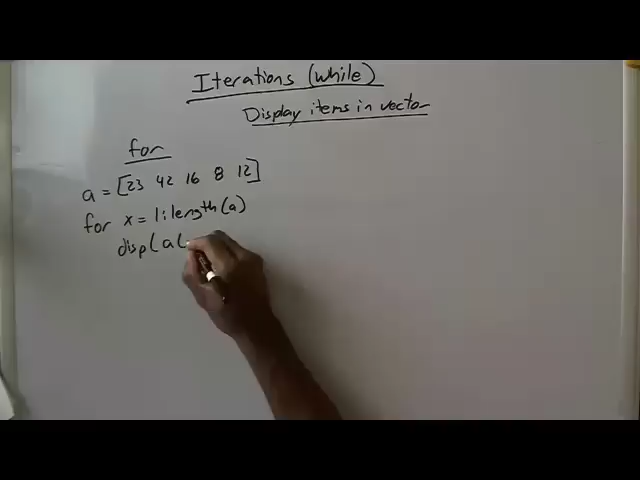 Iterations (while)
Display items in vector
for
a = [23 42 16 8 12]
for x = 1:length(a)
disp(a(